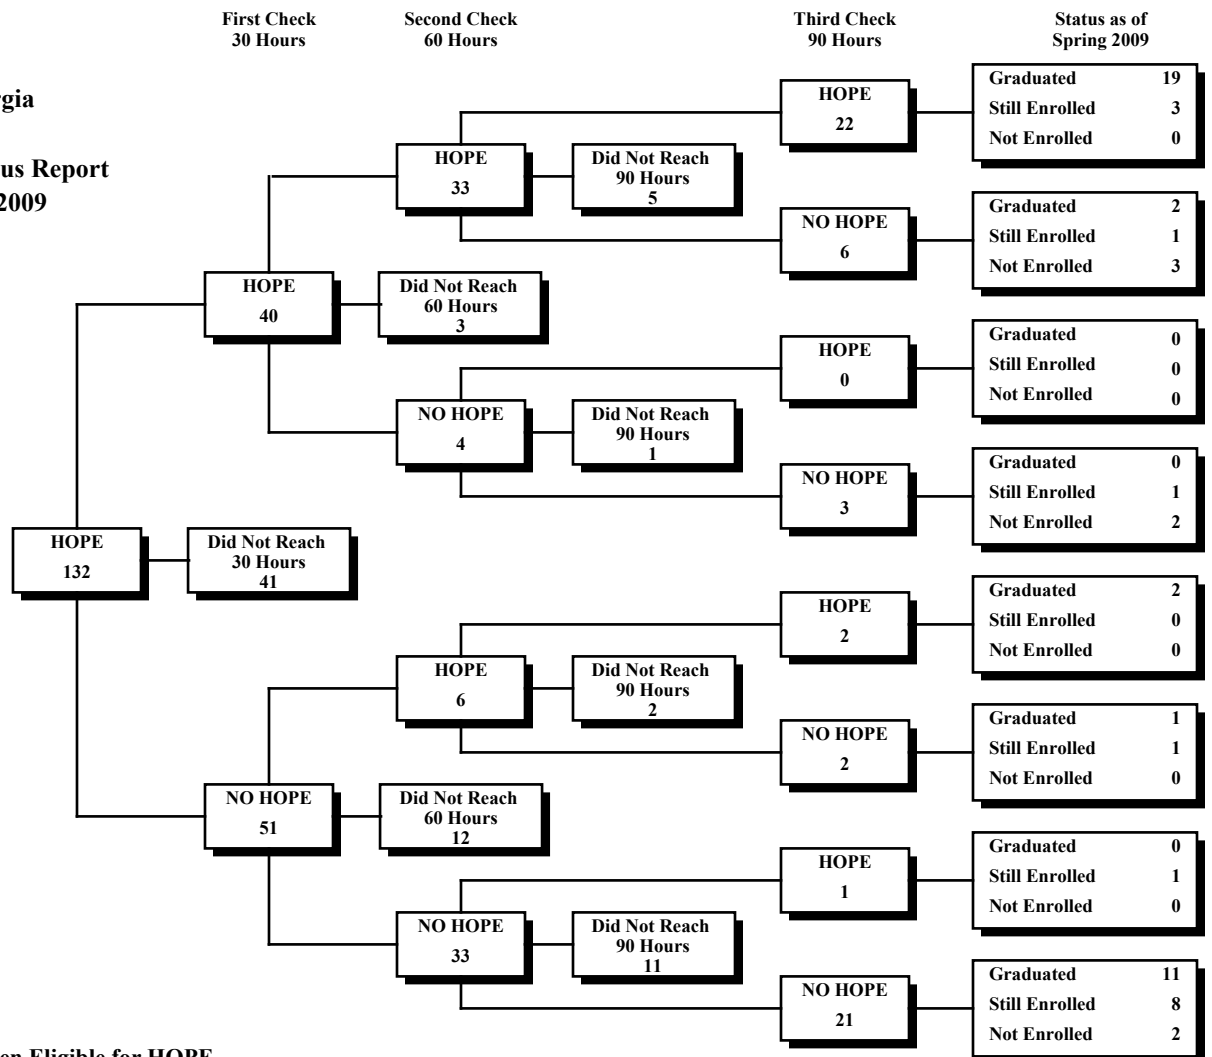 First Check
30 Hours
Second Check
60 Hours
Third Check
90 Hours
Status as of
Spring 2009
rgia
us Report
2009
HOPE
22
Graduated 19
Still Enrolled 3
Not Enrolled 0
HOPE
33
Did Not Reach
90 Hours
5
NO HOPE
6
Graduated 2
Still Enrolled 1
Not Enrolled 3
HOPE
40
Did Not Reach
60 Hours
3
HOPE
0
Graduated 0
Still Enrolled 0
Not Enrolled 0
NO HOPE
4
Did Not Reach
90 Hours
1
NO HOPE
3
Graduated 0
Still Enrolled 1
Not Enrolled 2
HOPE
132
Did Not Reach
30 Hours
41
HOPE
2
Graduated 2
Still Enrolled 0
Not Enrolled 0
HOPE
6
Did Not Reach
90 Hours
2
NO HOPE
2
Graduated 1
Still Enrolled 1
Not Enrolled 0
NO HOPE
51
Did Not Reach
60 Hours
12
HOPE
1
Graduated 0
Still Enrolled 1
Not Enrolled 0
NO HOPE
33
Did Not Reach
90 Hours
11
NO HOPE
21
Graduated 11
Still Enrolled 8
Not Enrolled 2
en Eligible for HOPE